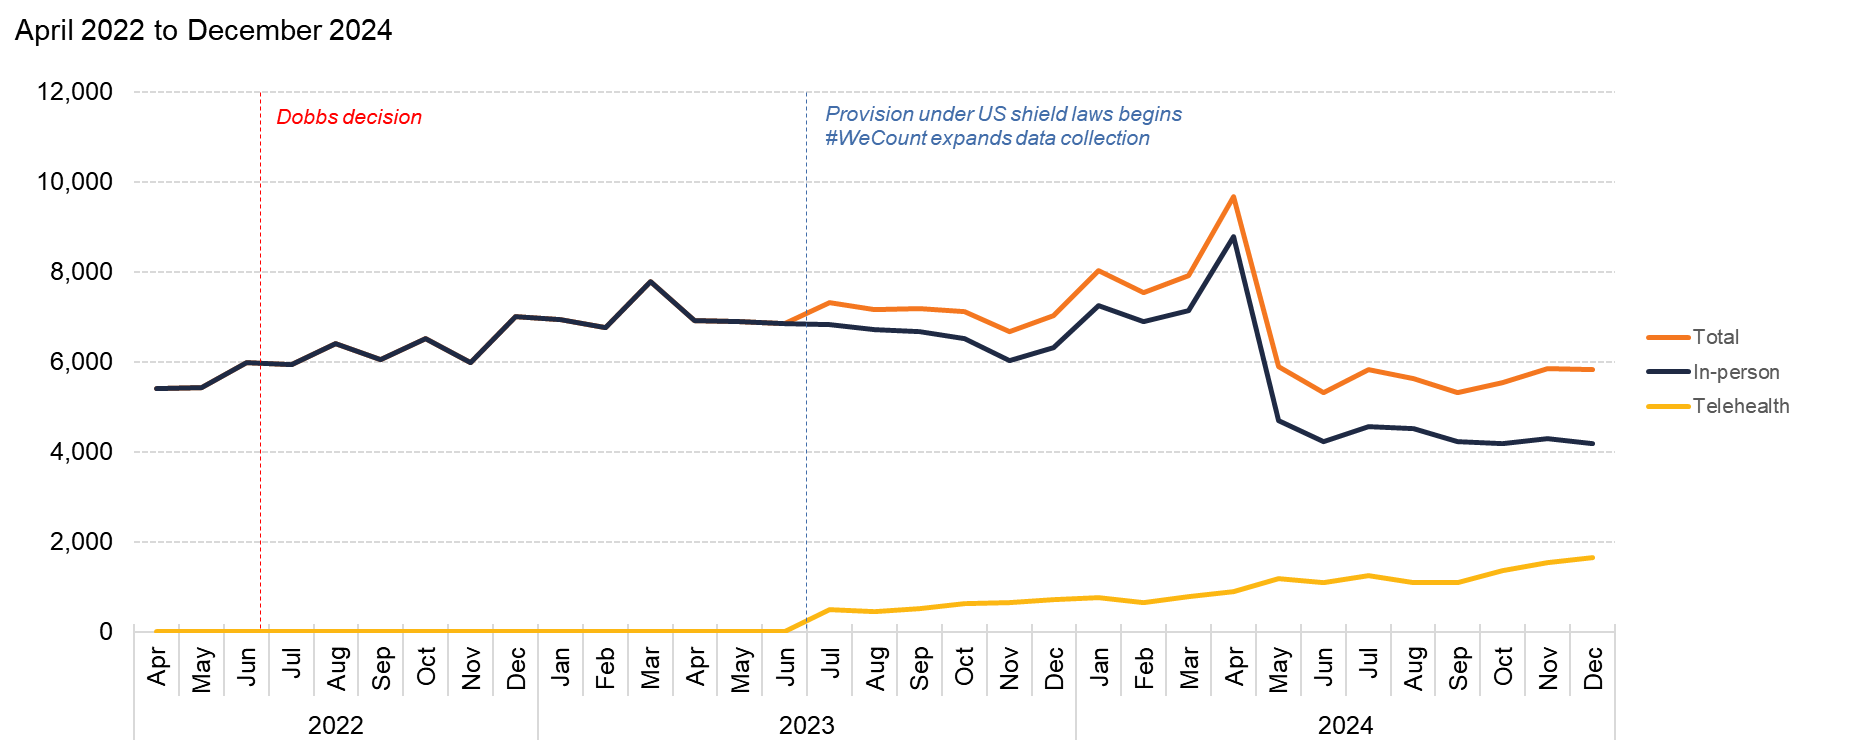 April 2022 to December 2024
12,000
10,000
8,000
6,000
4,000
2,000
0
Dobbs decision
Provision under US shield laws begins
#WeCount expands data collection
Total
In-person
Telehealth
Apr May Jun Jul Aug Sep Oct Nov Dec Jan Feb Mar Apr May Jun Jul Aug Sep Oct Nov Dec Jan Feb Mar Apr May Jun Jul Aug Sep Oct Nov Dec
2022 2023 2024